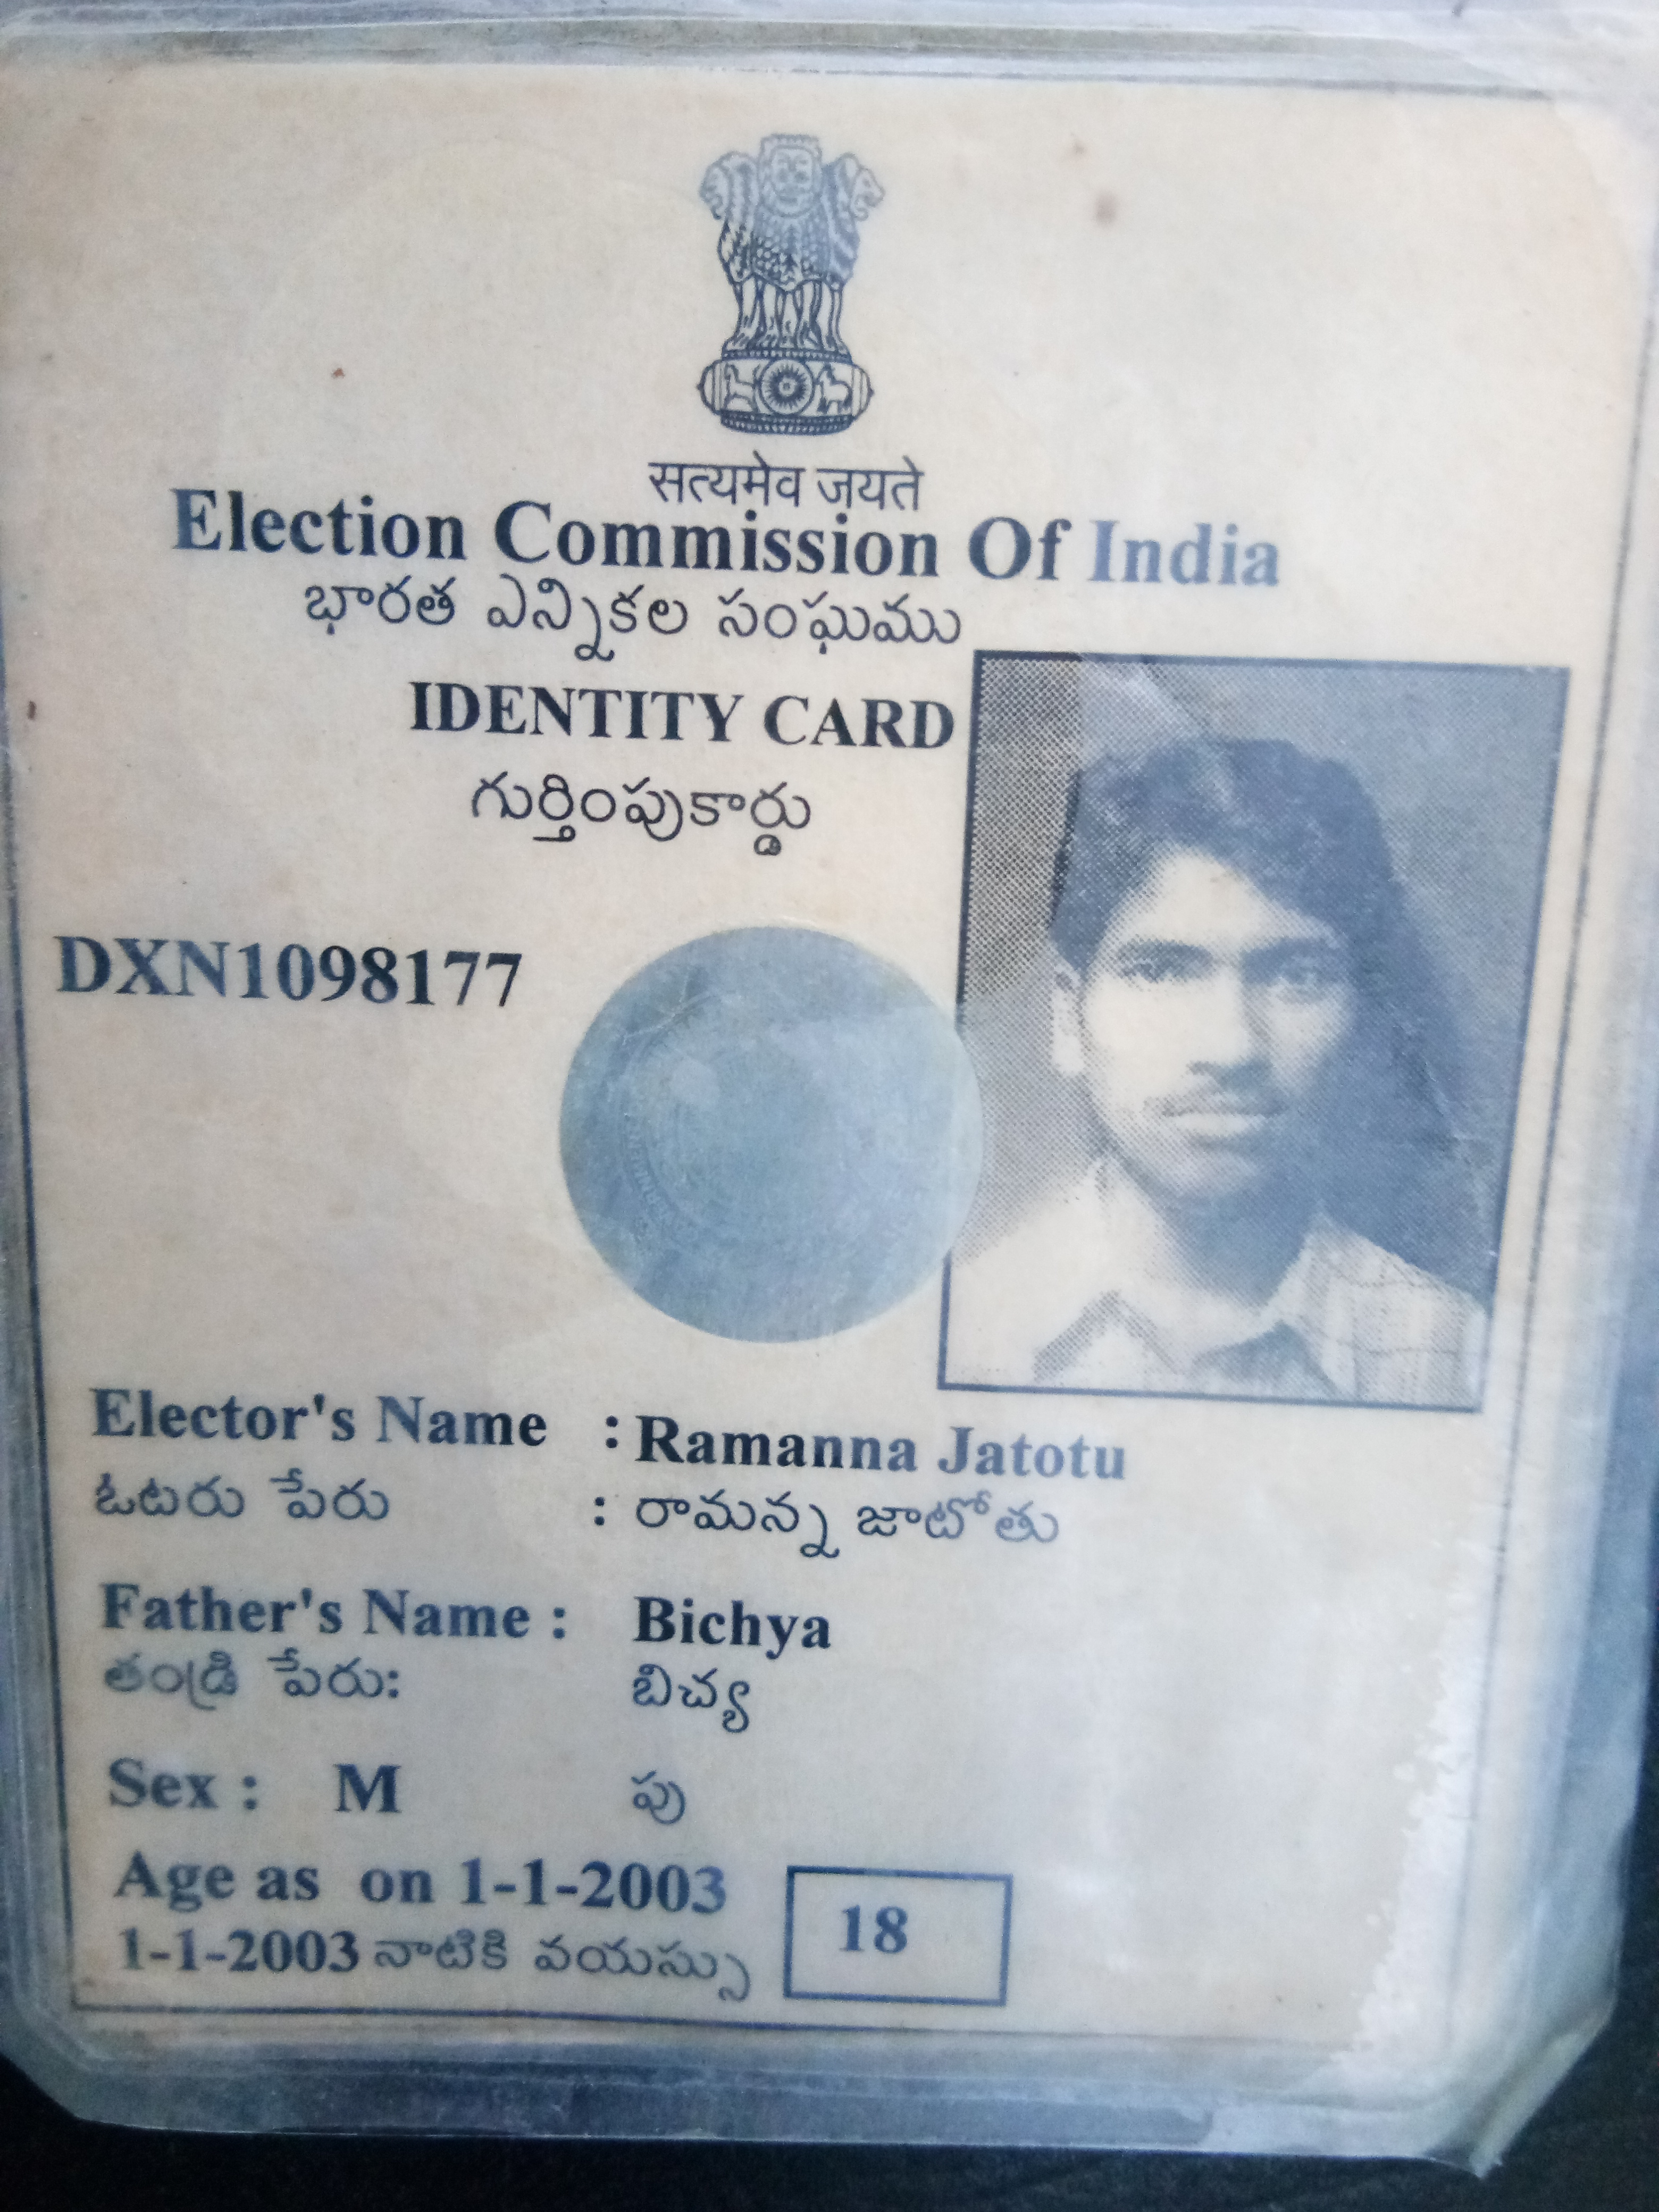 सत्यमेव जयते
Election Commission Of India
భారత ఎన్నికల సంఘము
IDENTITY CARD
గుర్తింపుకార్డు
DXN1098177
Elector's Name : Ramanna Jatotu
ఓటరు పేరు : రామన్న జాటోతు
Father's Name : Bichya
తండ్రి పేరు: బిచ్య
Sex : M పు
Age as on 1-1-2003 18
1-1-2003 నాటికి వయస్సు